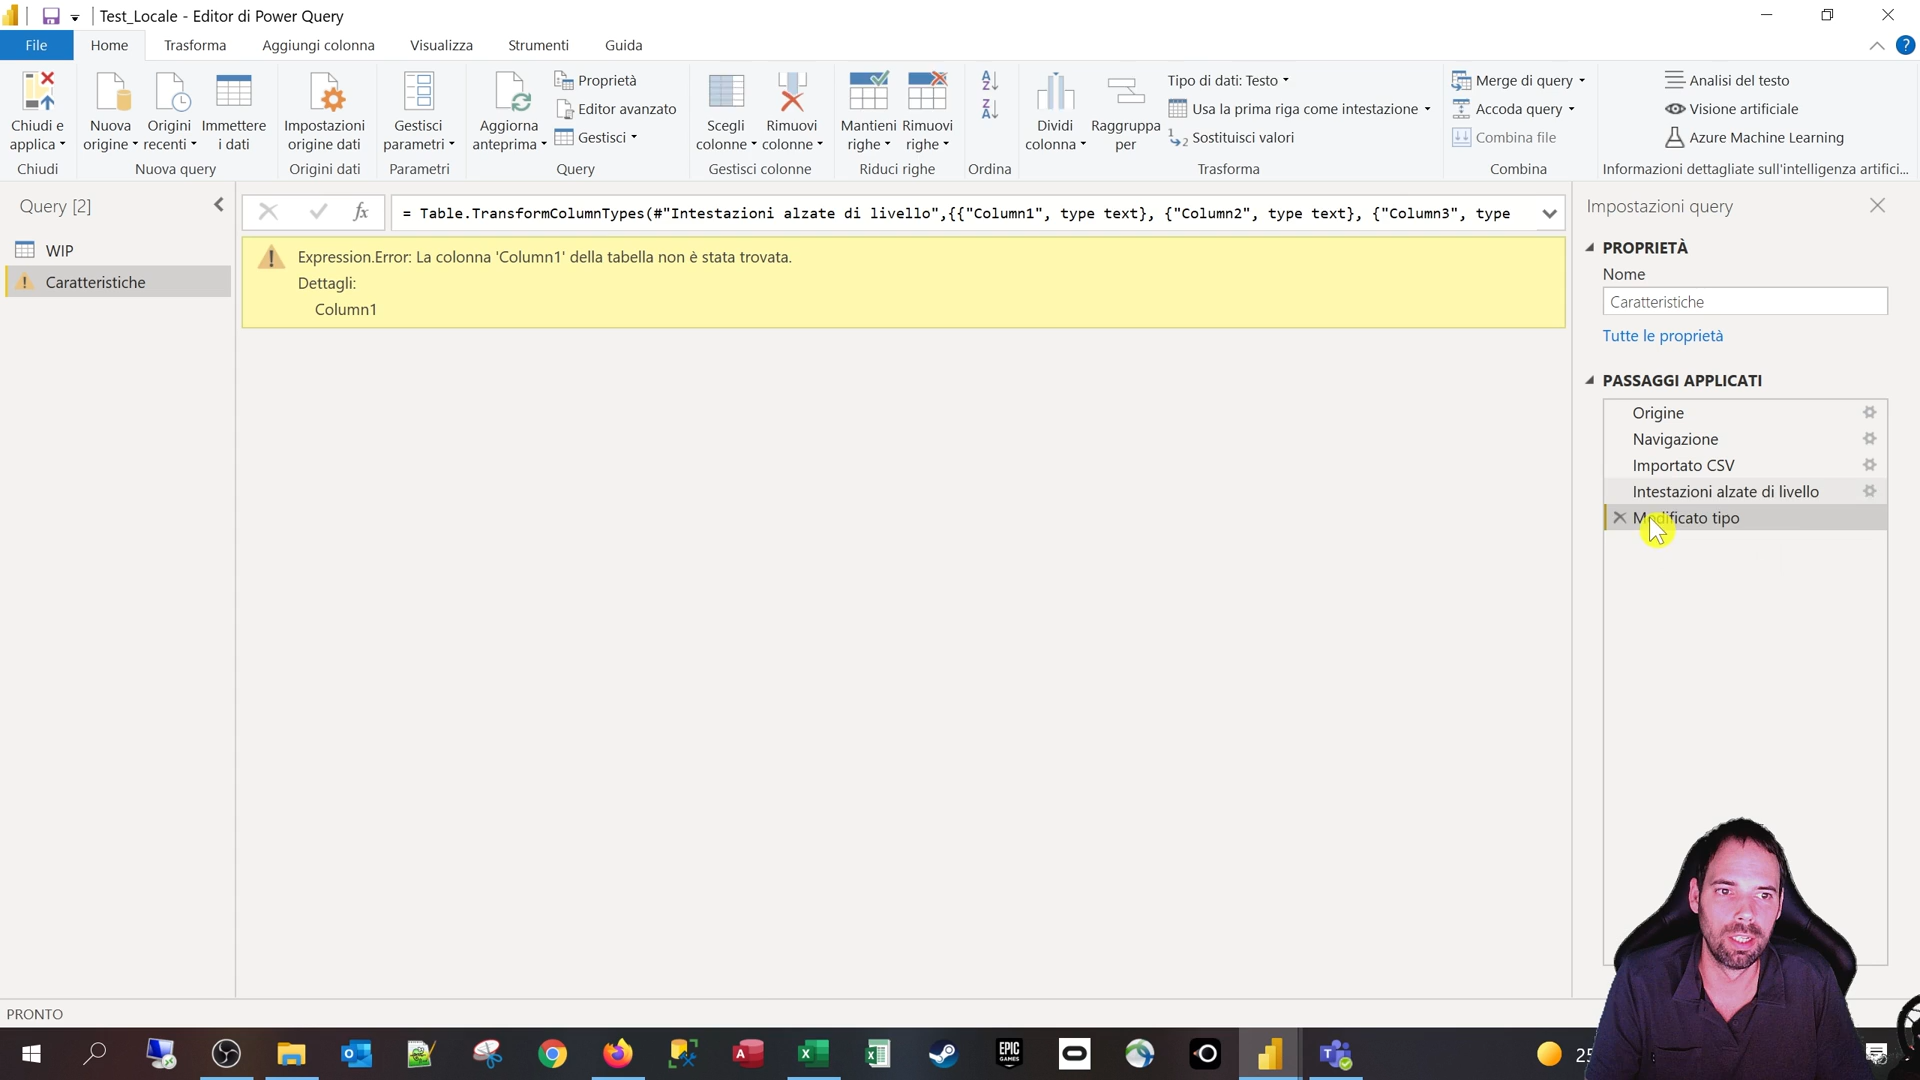 Test_Locale - Editor di Power Query
File
Home
Trasforma
Aggiungi colonna
Visualizza
Strumenti
Guida
?
Chiudi e
applica
Chiudi
Nuova
origine
Origini
recenti
Immettere
i dati
Nuova query
Impostazioni
origine dati
Origini dati
Gestisci
parametri
Parametri
Aggiorna
anteprima
Proprietà
Editor avanzato
Gestisci
Query
Scegli
colonne
Rimuovi
colonne
Gestisci colonne
Mantieni
righe
Rimuovi
righe
Riduci righe
Ordina
Dividi
colonna
Raggruppa
per
Tipo di dati: Testo
Usa la prima riga come intestazione
Sostituisci valori
Trasforma
Merge di query
Accoda query
Combina file
Combina
Analisi del testo
Visione artificiale
Azure Machine Learning
Informazioni dettagliate sull'intelligenza artifici...
Query [2]
WIP
Caratteristiche
fx
= Table.TransformColumnTypes(#"Intestazioni alzate di livello",{{"Column1", type text}, {"Column2", type text}, {"Column3", type
Expression.Error: La colonna 'Column1' della tabella non è stata trovata.
Dettagli:
Column1
Impostazioni query
PROPRIETÀ
Nome
Caratteristiche
Tutte le proprietà
PASSAGGI APPLICATI
Origine
Navigazione
Importato CSV
Intestazioni alzate di livello
Modificato tipo
PRONTO
EPIC
GAMES